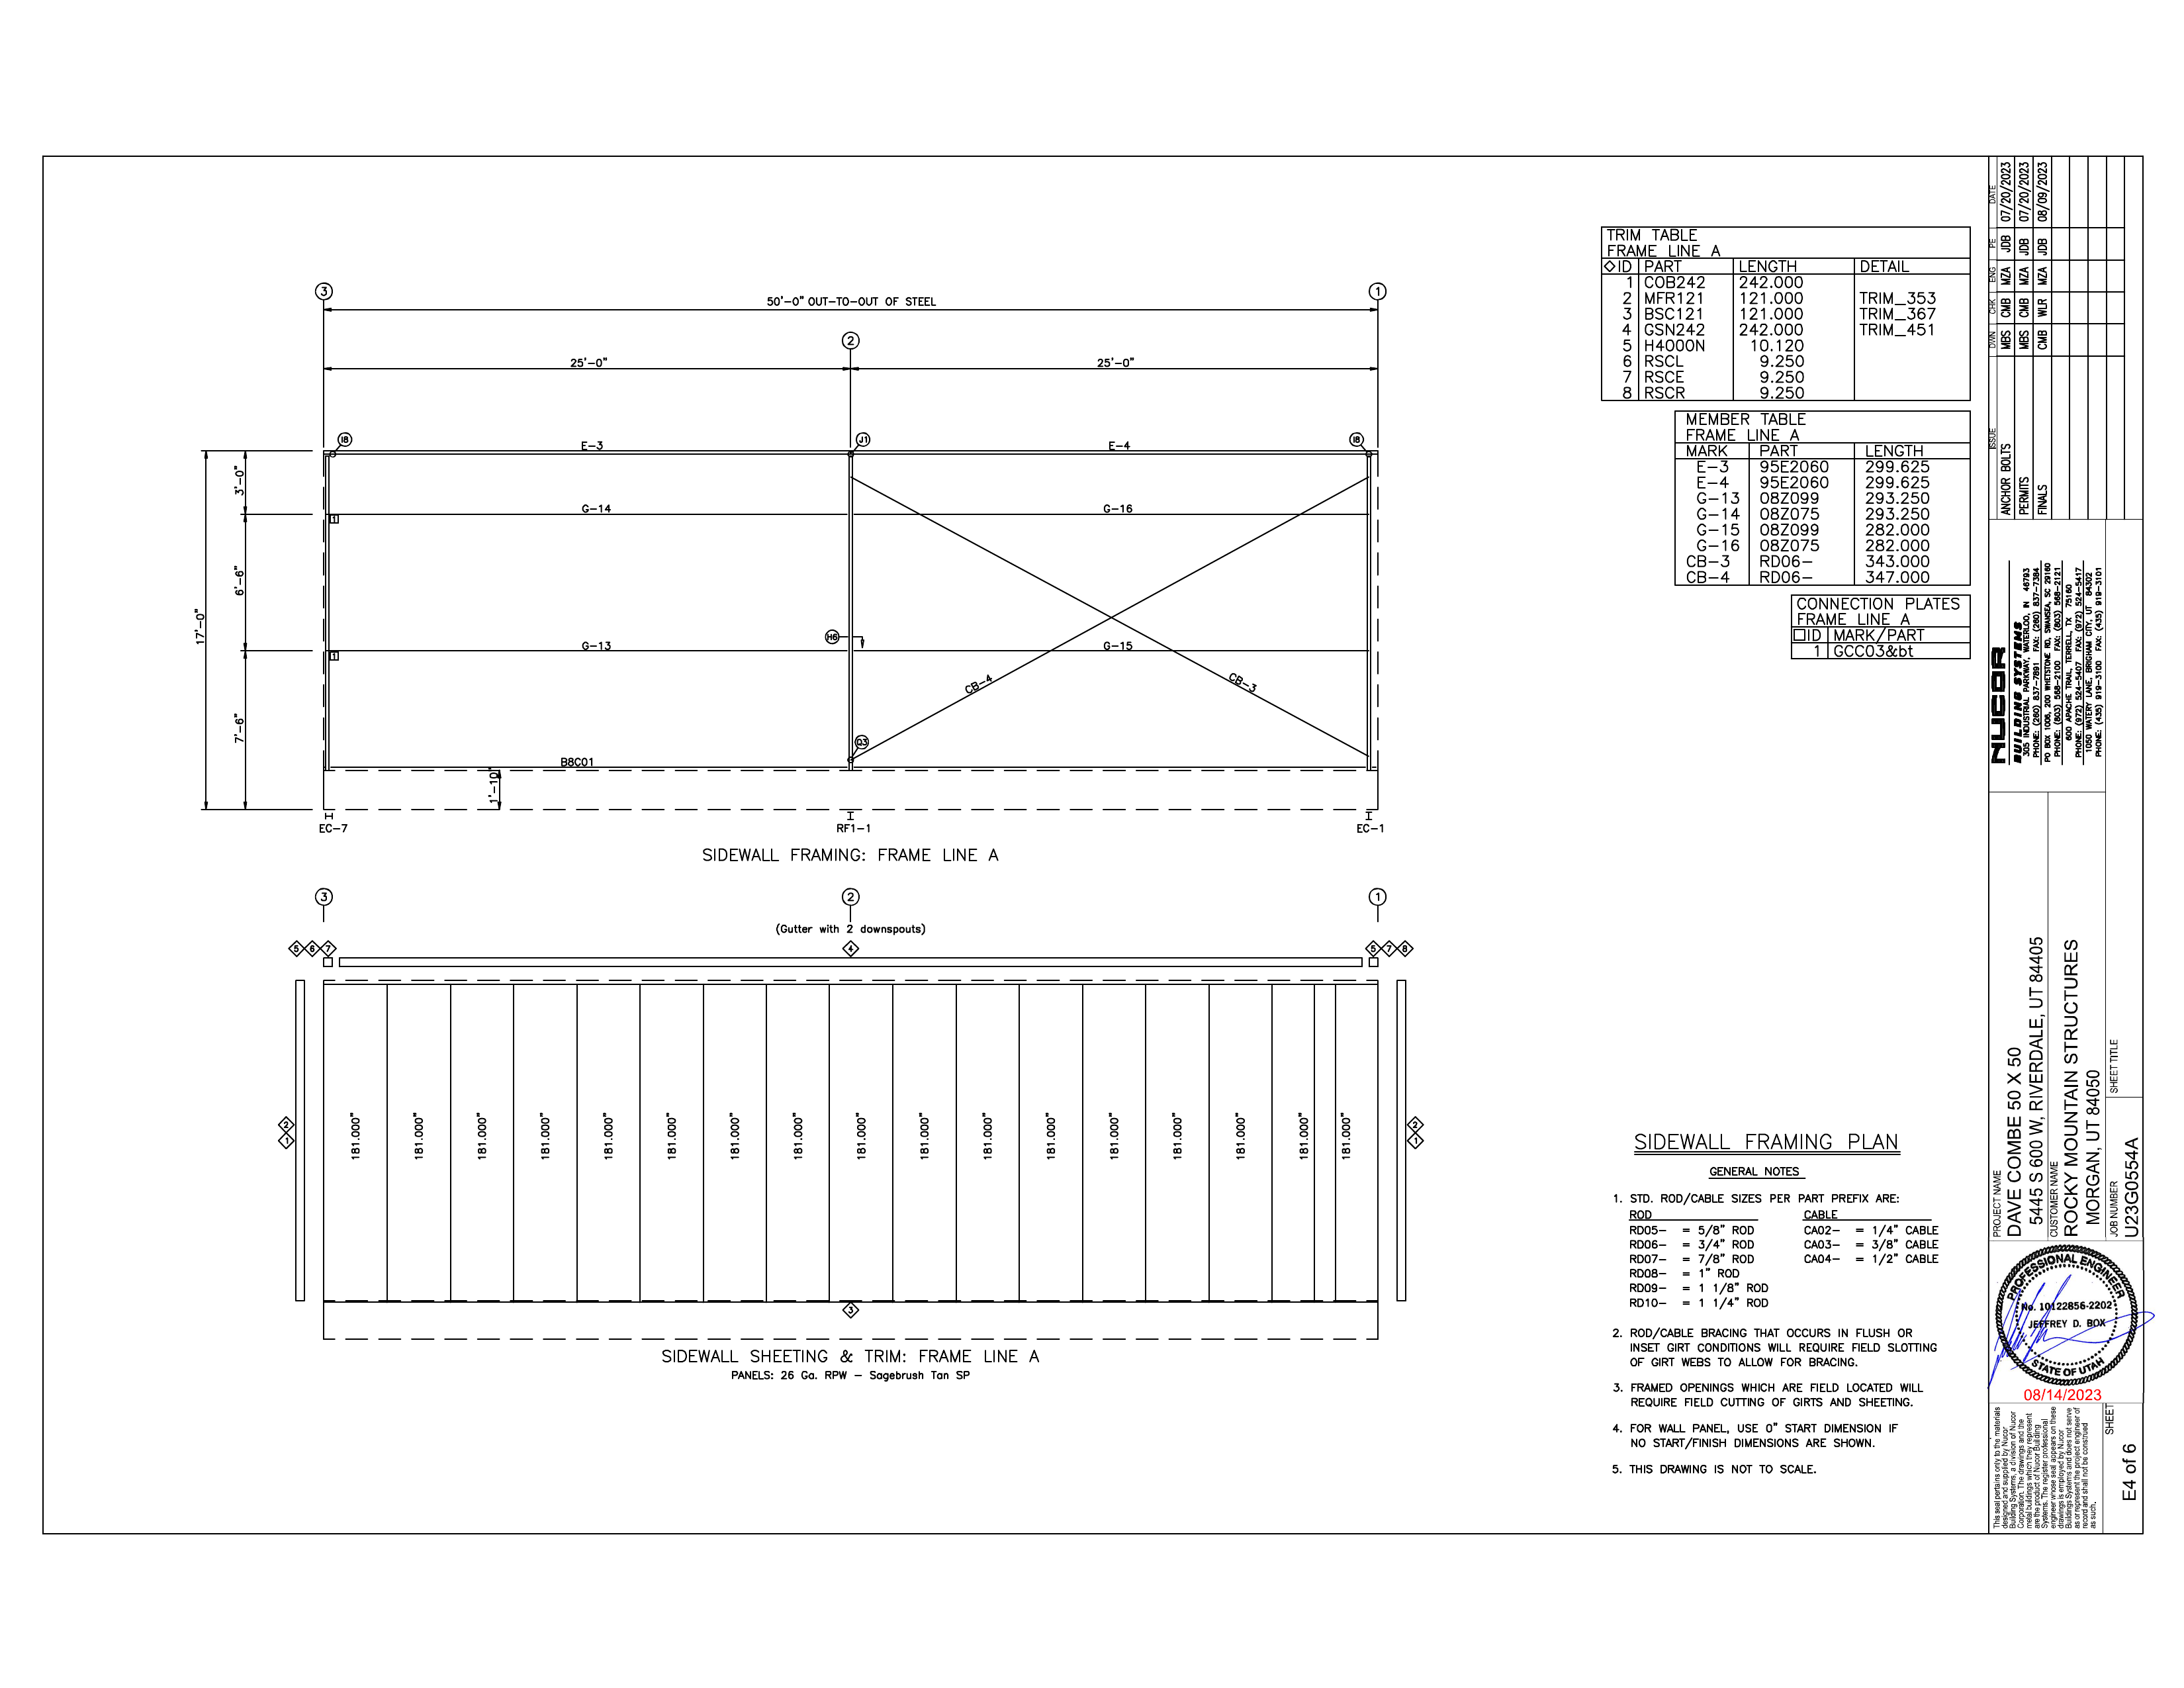 3
1
50'-0" OUT-TO-OUT OF STEEL
2
25'-0"
25'-0"
I8
E-3
J1
E-4
I8
3'-0"
G-14
G-16
1
6'-6"
17'-0"
H6
G-13
G-15
1
CB-4
CB-3
7'-6"
D3
B8C01
1'-10"
EC-7
RF1-1
EC-1
SIDEWALL FRAMING: FRAME LINE A
3
2
1
(Gutter with 2 downspouts)
5 6 7
4
5 7 8
2
1
181.000" 181.000" 181.000" 181.000" 181.000" 181.000" 181.000" 181.000" 181.000" 181.000" 181.000" 181.000" 181.000" 181.000" 181.000" 181.000" 181.000"
2
1
3
SIDEWALL SHEETING & TRIM: FRAME LINE A
PANELS: 26 Ga. RPW - Sagebrush Tan SP
TRIM TABLE
FRAME LINE A
ID PART LENGTH DETAIL
1 COB242 242.000
2 MFR121 121.000 TRIM_353
3 BSC121 121.000 TRIM_367
4 GSN242 242.000 TRIM_451
5 H4000N 10.120
6 RSCL 9.250
7 RSCE 9.250
8 RSCR 9.250
MEMBER TABLE
FRAME LINE A
MARK PART LENGTH
E-3 95E2060 299.625
E-4 95E2060 299.625
G-13 08Z099 293.250
G-14 08Z075 293.250
G-15 08Z099 282.000
G-16 08Z075 282.000
CB-3 RD06- 343.000
CB-4 RD06- 347.000
CONNECTION PLATES
FRAME LINE A
ID MARK/PART
1 GCC03&bt
SIDEWALL FRAMING PLAN
GENERAL NOTES
1. STD. ROD/CABLE SIZES PER PART PREFIX ARE:
ROD CABLE
RD05- = 5/8" ROD CA02- = 1/4" CABLE
RD06- = 3/4" ROD CA03- = 3/8" CABLE
RD07- = 7/8" ROD CA04- = 1/2" CABLE
RD08- = 1" ROD
RD09- = 1 1/8" ROD
RD10- = 1 1/4" ROD
2. ROD/CABLE BRACING THAT OCCURS IN FLUSH OR
INSET GIRT CONDITIONS WILL REQUIRE FIELD SLOTTING
OF GIRT WEBS TO ALLOW FOR BRACING.
3. FRAMED OPENINGS WHICH ARE FIELD LOCATED WILL
REQUIRE FIELD CUTTING OF GIRTS AND SHEETING.
4. FOR WALL PANEL, USE 0" START DIMENSION IF
NO START/FINISH DIMENSIONS ARE SHOWN.
5. THIS DRAWING IS NOT TO SCALE.
ISSUE DWN CHK ENG PE DATE
ANCHOR BOLTS MBS CMB MZA JDB 07/20/2023
PERMITS MBS CMB MZA JDB 07/20/2023
FINALS CMB WLR MZA JDB 08/09/2023
NUCOR
BUILDING SYSTEMS
305 INDUSTRIAL PARKWAY, WATERLOO, IN 46793
PHONE: (260) 837-7891 FAX: (260) 837-7384
PO BOX 1006, 200 WHETSTONE RD, SWANSEA, SC 29160
PHONE: (803) 568-2100 FAX: (803) 568-2121
600 APACHE TRAIL, TERRELL, TX 75160
PHONE: (972) 524-5407 FAX: (972) 524-5417
1050 WATERY LANE, BRIGHAM CITY, UT 84302
PHONE: (435) 919-3100 FAX: (435) 919-3101
PROJECT NAME
DAVE COMBE 50 X 50
5445 S 600 W, RIVERDALE, UT 84405
CUSTOMER NAME
ROCKY MOUNTAIN STRUCTURES
MORGAN, UT 84050
JOB NUMBER
U23G0554A
SHEET TITLE
PROFESSIONAL ENGINEER
No. 10122856-2202
JEFFREY D. BOX
STATE OF UTAH
08/14/2023
This seal pertains only to the materials
designed and supplied by Nucor
Building Systems, a division of Nucor
Corporation. The drawings and the
metal buildings which they represent
are the product of Nucor Building
Systems. The register professional
engineer whose seal appears on these
drawings is employed by Nucor
Buildings Systems and does not serve
as or represent the project engineer of
record and shall not be construed
as such.
SHEET
E4 of 6